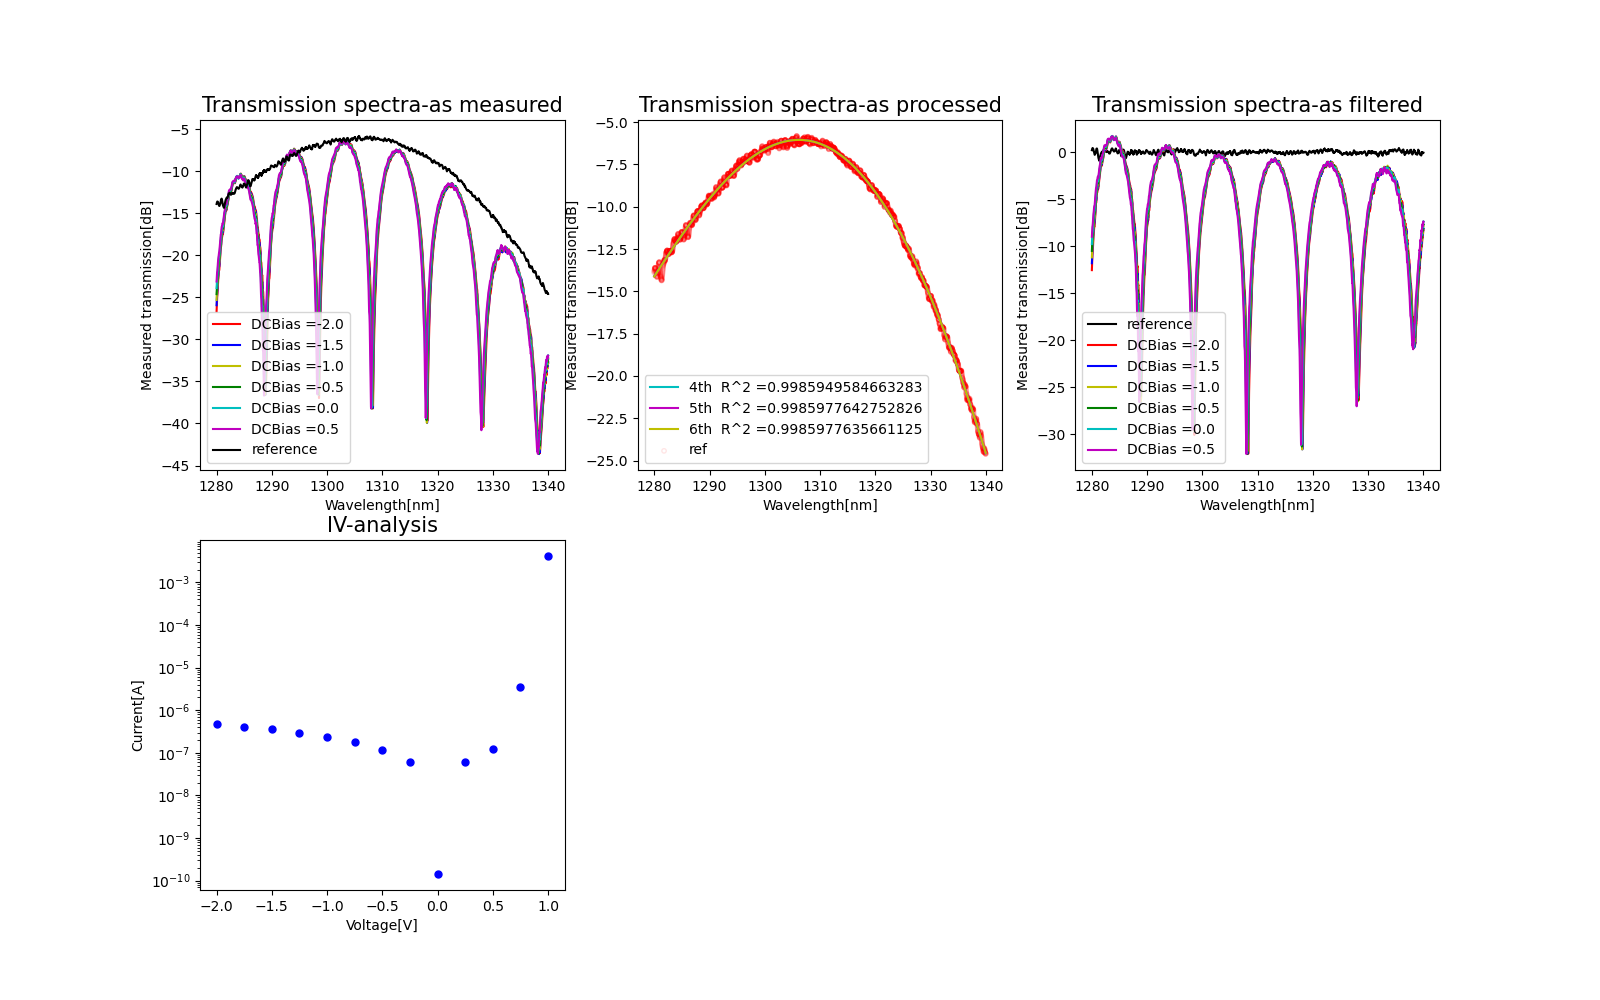 Transmission spectra-as measured
Measured transmission[dB]
−5
−10
−15
−20
−25
−30
−35
−40
−45
DCBias =-2.0
DCBias =-1.5
DCBias =-1.0
DCBias =-0.5
DCBias =0.0
DCBias =0.5
reference
1280 1290 1300 1310 1320 1330 1340
Wavelength[nm]
Transmission spectra-as processed
Measured transmission[dB]
−5.0
−7.5
−10.0
−12.5
−15.0
−17.5
−20.0
−22.5
−25.0
4th R^2 =0.9985949584663283
5th R^2 =0.9985977642752826
6th R^2 =0.9985977635661125
ref
1280 1290 1300 1310 1320 1330 1340
Wavelength[nm]
Transmission spectra-as filtered
Measured transmission[dB]
0
−5
−10
−15
−20
−25
−30
reference
DCBias =-2.0
DCBias =-1.5
DCBias =-1.0
DCBias =-0.5
DCBias =0.0
DCBias =0.5
1280 1290 1300 1310 1320 1330 1340
Wavelength[nm]
IV-analysis
Current[A]
10⁻³
10⁻⁴
10⁻⁵
10⁻⁶
10⁻⁷
10⁻⁸
10⁻⁹
10⁻¹⁰
−2.0 −1.5 −1.0 −0.5 0.0 0.5 1.0
Voltage[V]